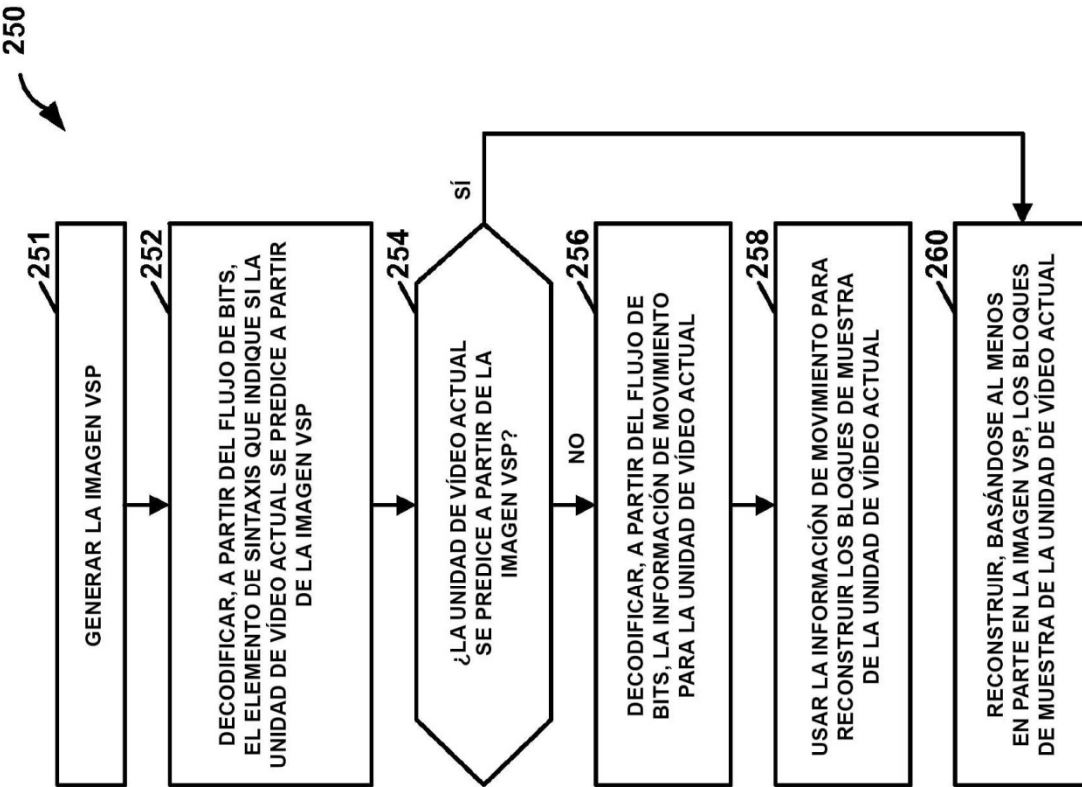 250
251
GENERAR LA IMAGEN VSP
252
DECODIFICAR, A PARTIR DEL FLUJO DE BITS,
EL ELEMENTO DE SINTAXIS QUE INDIQUE SI LA
UNIDAD DE VÍDEO ACTUAL SE PREDICE A PARTIR
DE LA IMAGEN VSP
254
¿LA UNIDAD DE VÍDEO ACTUAL
SE PREDICE A PARTIR DE LA
IMAGEN VSP?
SÍ
NO
256
DECODIFICAR, A PARTIR DEL FLUJO DE
BITS, LA INFORMACIÓN DE MOVIMIENTO
PARA LA UNIDAD DE VÍDEO ACTUAL
258
USAR LA INFORMACIÓN DE MOVIMIENTO PARA
RECONSTRUIR LOS BLOQUES DE MUESTRA
DE LA UNIDAD DE VÍDEO ACTUAL
260
RECONSTRUIR, BASÁNDOSE AL MENOS
EN PARTE EN LA IMAGEN VSP, LOS BLOQUES
DE MUESTRA DE LA UNIDAD DE VÍDEO ACTUAL